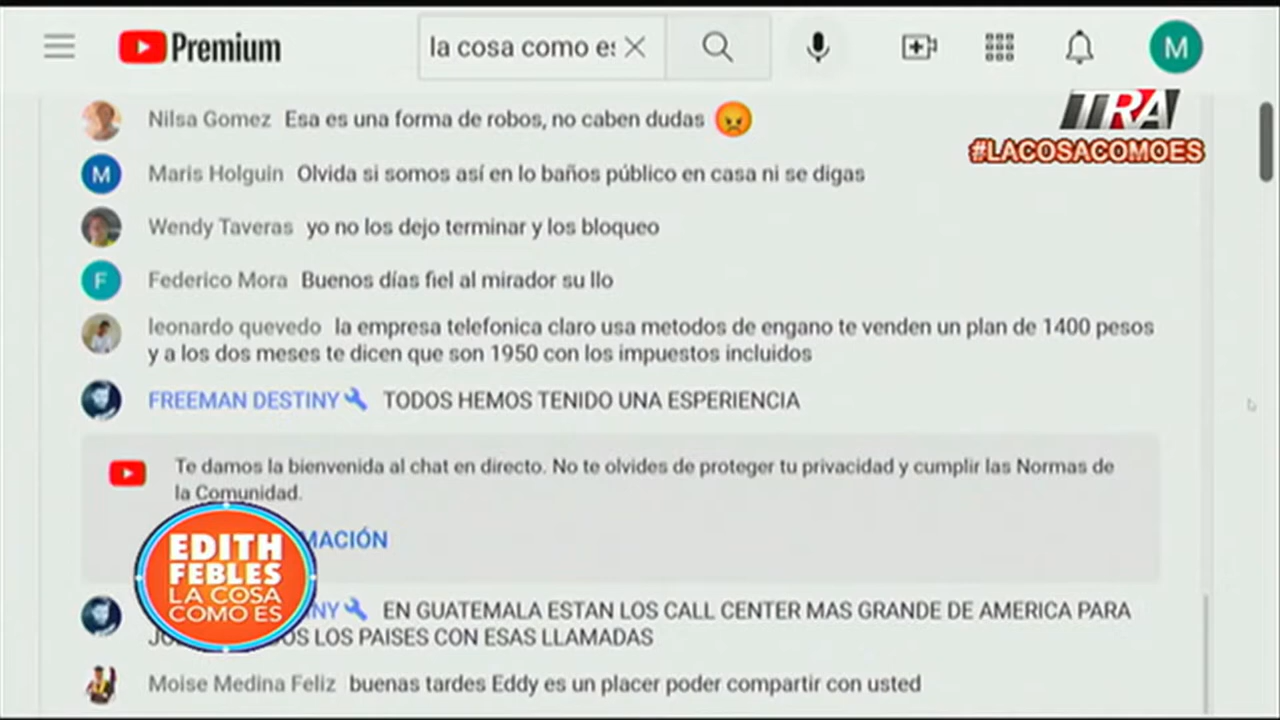 Premium
la cosa como es
M
TRA
#LACOSACOMOES
Nilsa Gomez Esa es una forma de robos, no caben dudas
M Maris Holguin Olvida si somos así en lo baños público en casa ni se digas
Wendy Taveras yo no los dejo terminar y los bloqueo
F Federico Mora Buenos días fiel al mirador su llo
leonardo quevedo la empresa telefonica claro usa metodos de engano te venden un plan de 1400 pesos
y a los dos meses te dicen que son 1950 con los impuestos incluidos
FREEMAN DESTINY TODOS HEMOS TENIDO UNA ESPERIENCIA
Te damos la bienvenida al chat en directo. No te olvides de proteger tu privacidad y cumplir las Normas de
la Comunidad.
MACIÓN
EDITH
FEBLES
LA COSA
COMO ES
NY EN GUATEMALA ESTAN LOS CALL CENTER MAS GRANDE DE AMERICA PARA
OS LOS PAISES CON ESAS LLAMADAS
Moise Medina Feliz buenas tardes Eddy es un placer poder compartir con usted